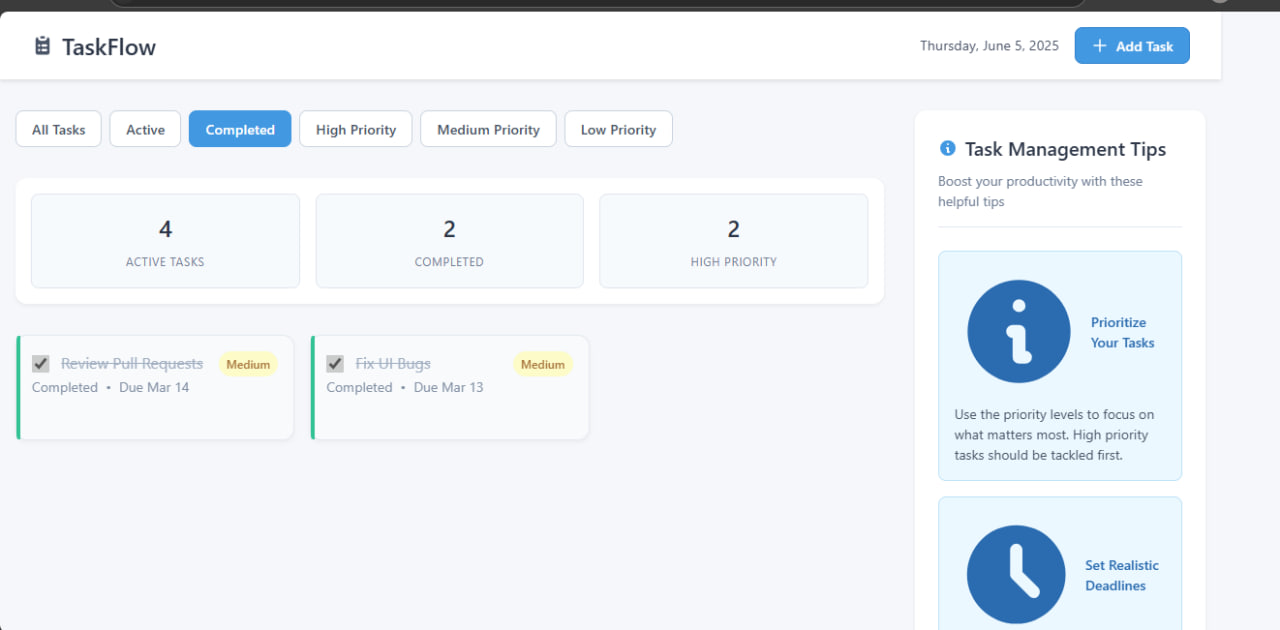 TaskFlow
Thursday, June 5, 2025
Add Task
All Tasks
Active
Completed
High Priority
Medium Priority
Low Priority
4
ACTIVE TASKS
2
COMPLETED
2
HIGH PRIORITY
Review Pull Requests
Medium
Completed • Due Mar 14
Fix UI Bugs
Medium
Completed • Due Mar 13
Task Management Tips
Boost your productivity with these
helpful tips
Prioritize
Your Tasks
Use the priority levels to focus on
what matters most. High priority
tasks should be tackled first.
Set Realistic
Deadlines